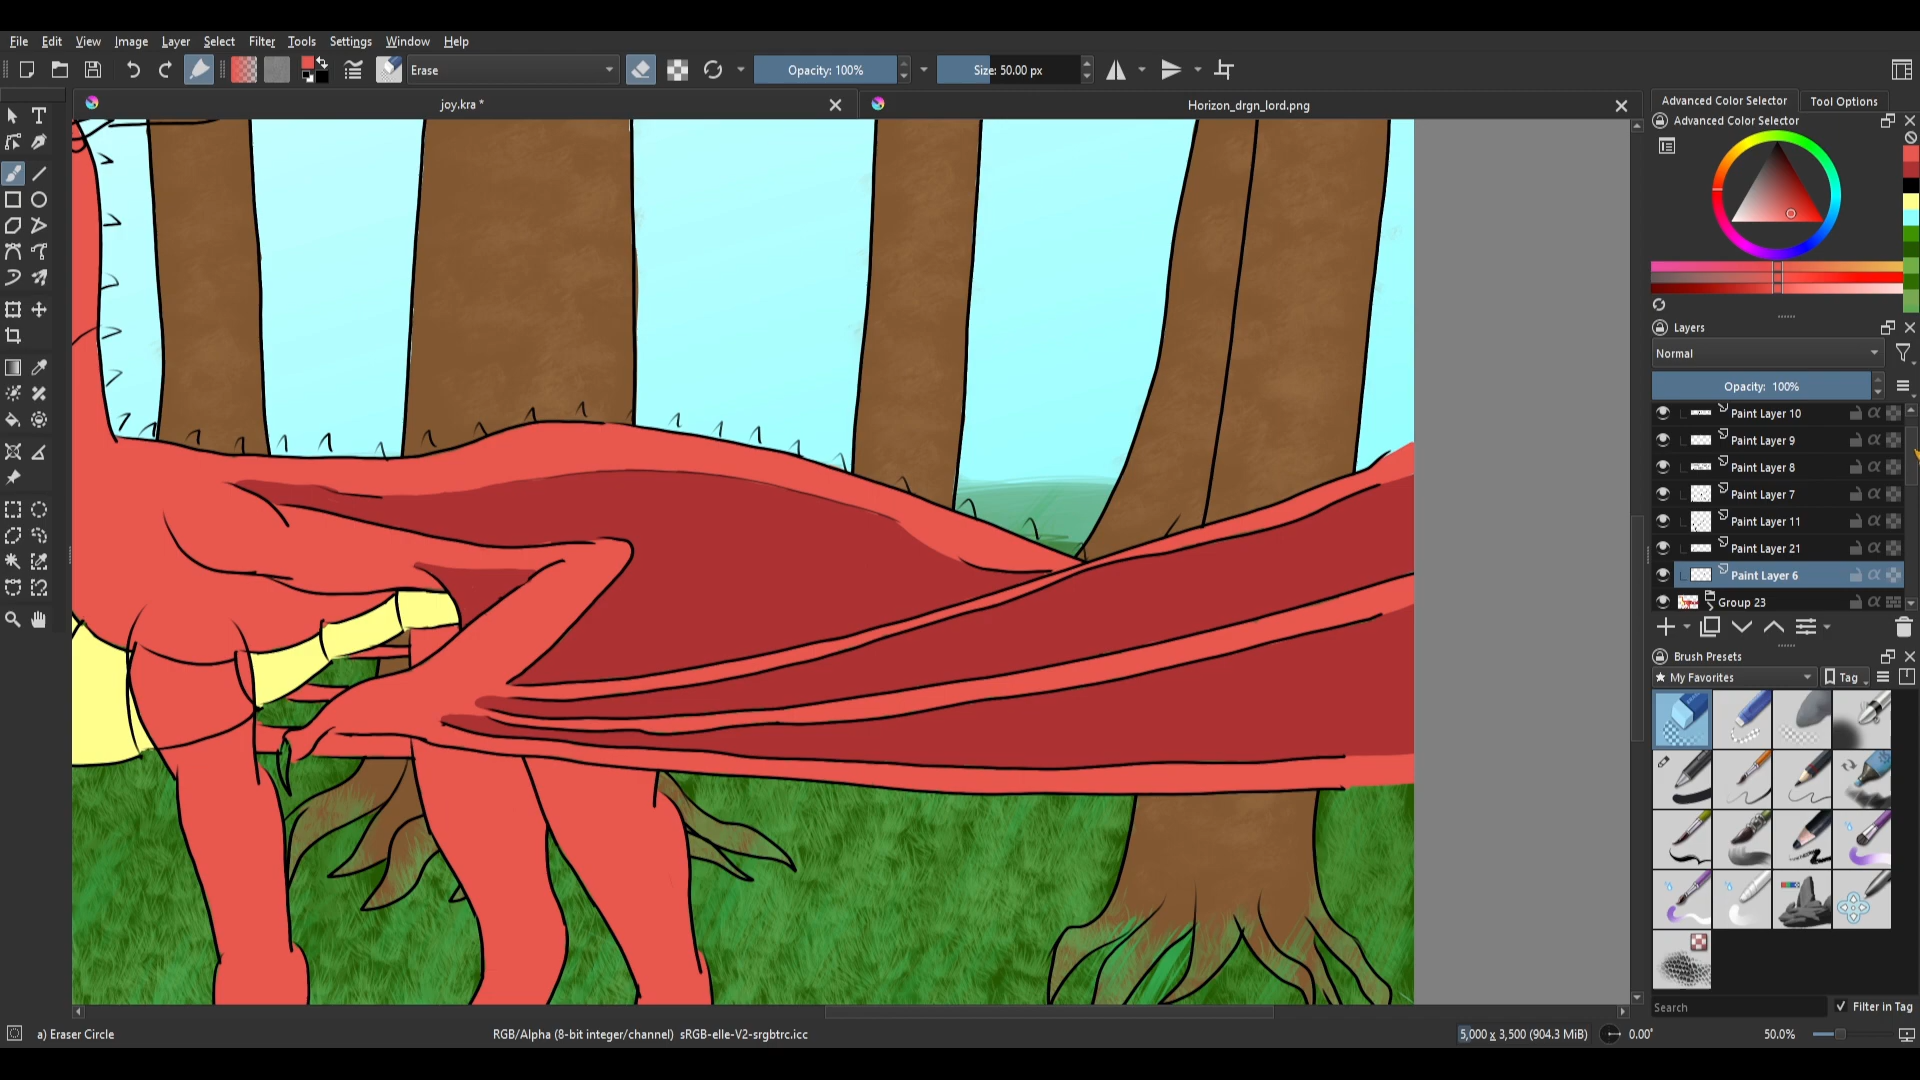 File Edit View Image Layer Select Filter Tools Settings Window Help
Erase Opacity: 100% Size: 50.00 px
joy.kra * Horizon_drgn_lord.png
Advanced Color Selector Tool Options
Advanced Color Selector
Layers
Normal
Opacity: 100%
Paint Layer 10
Paint Layer 9
Paint Layer 8
Paint Layer 7
Paint Layer 11
Paint Layer 21
Paint Layer 6
Group 23
Brush Presets
★ My Favorites Tag
Search Filter in Tag
a) Eraser Circle RGB/Alpha (8-bit integer/channel) sRGB-elle-V2-srgbtrc.icc 5,000 x 3,500 (904.3 MiB) 0.00° 50.0%